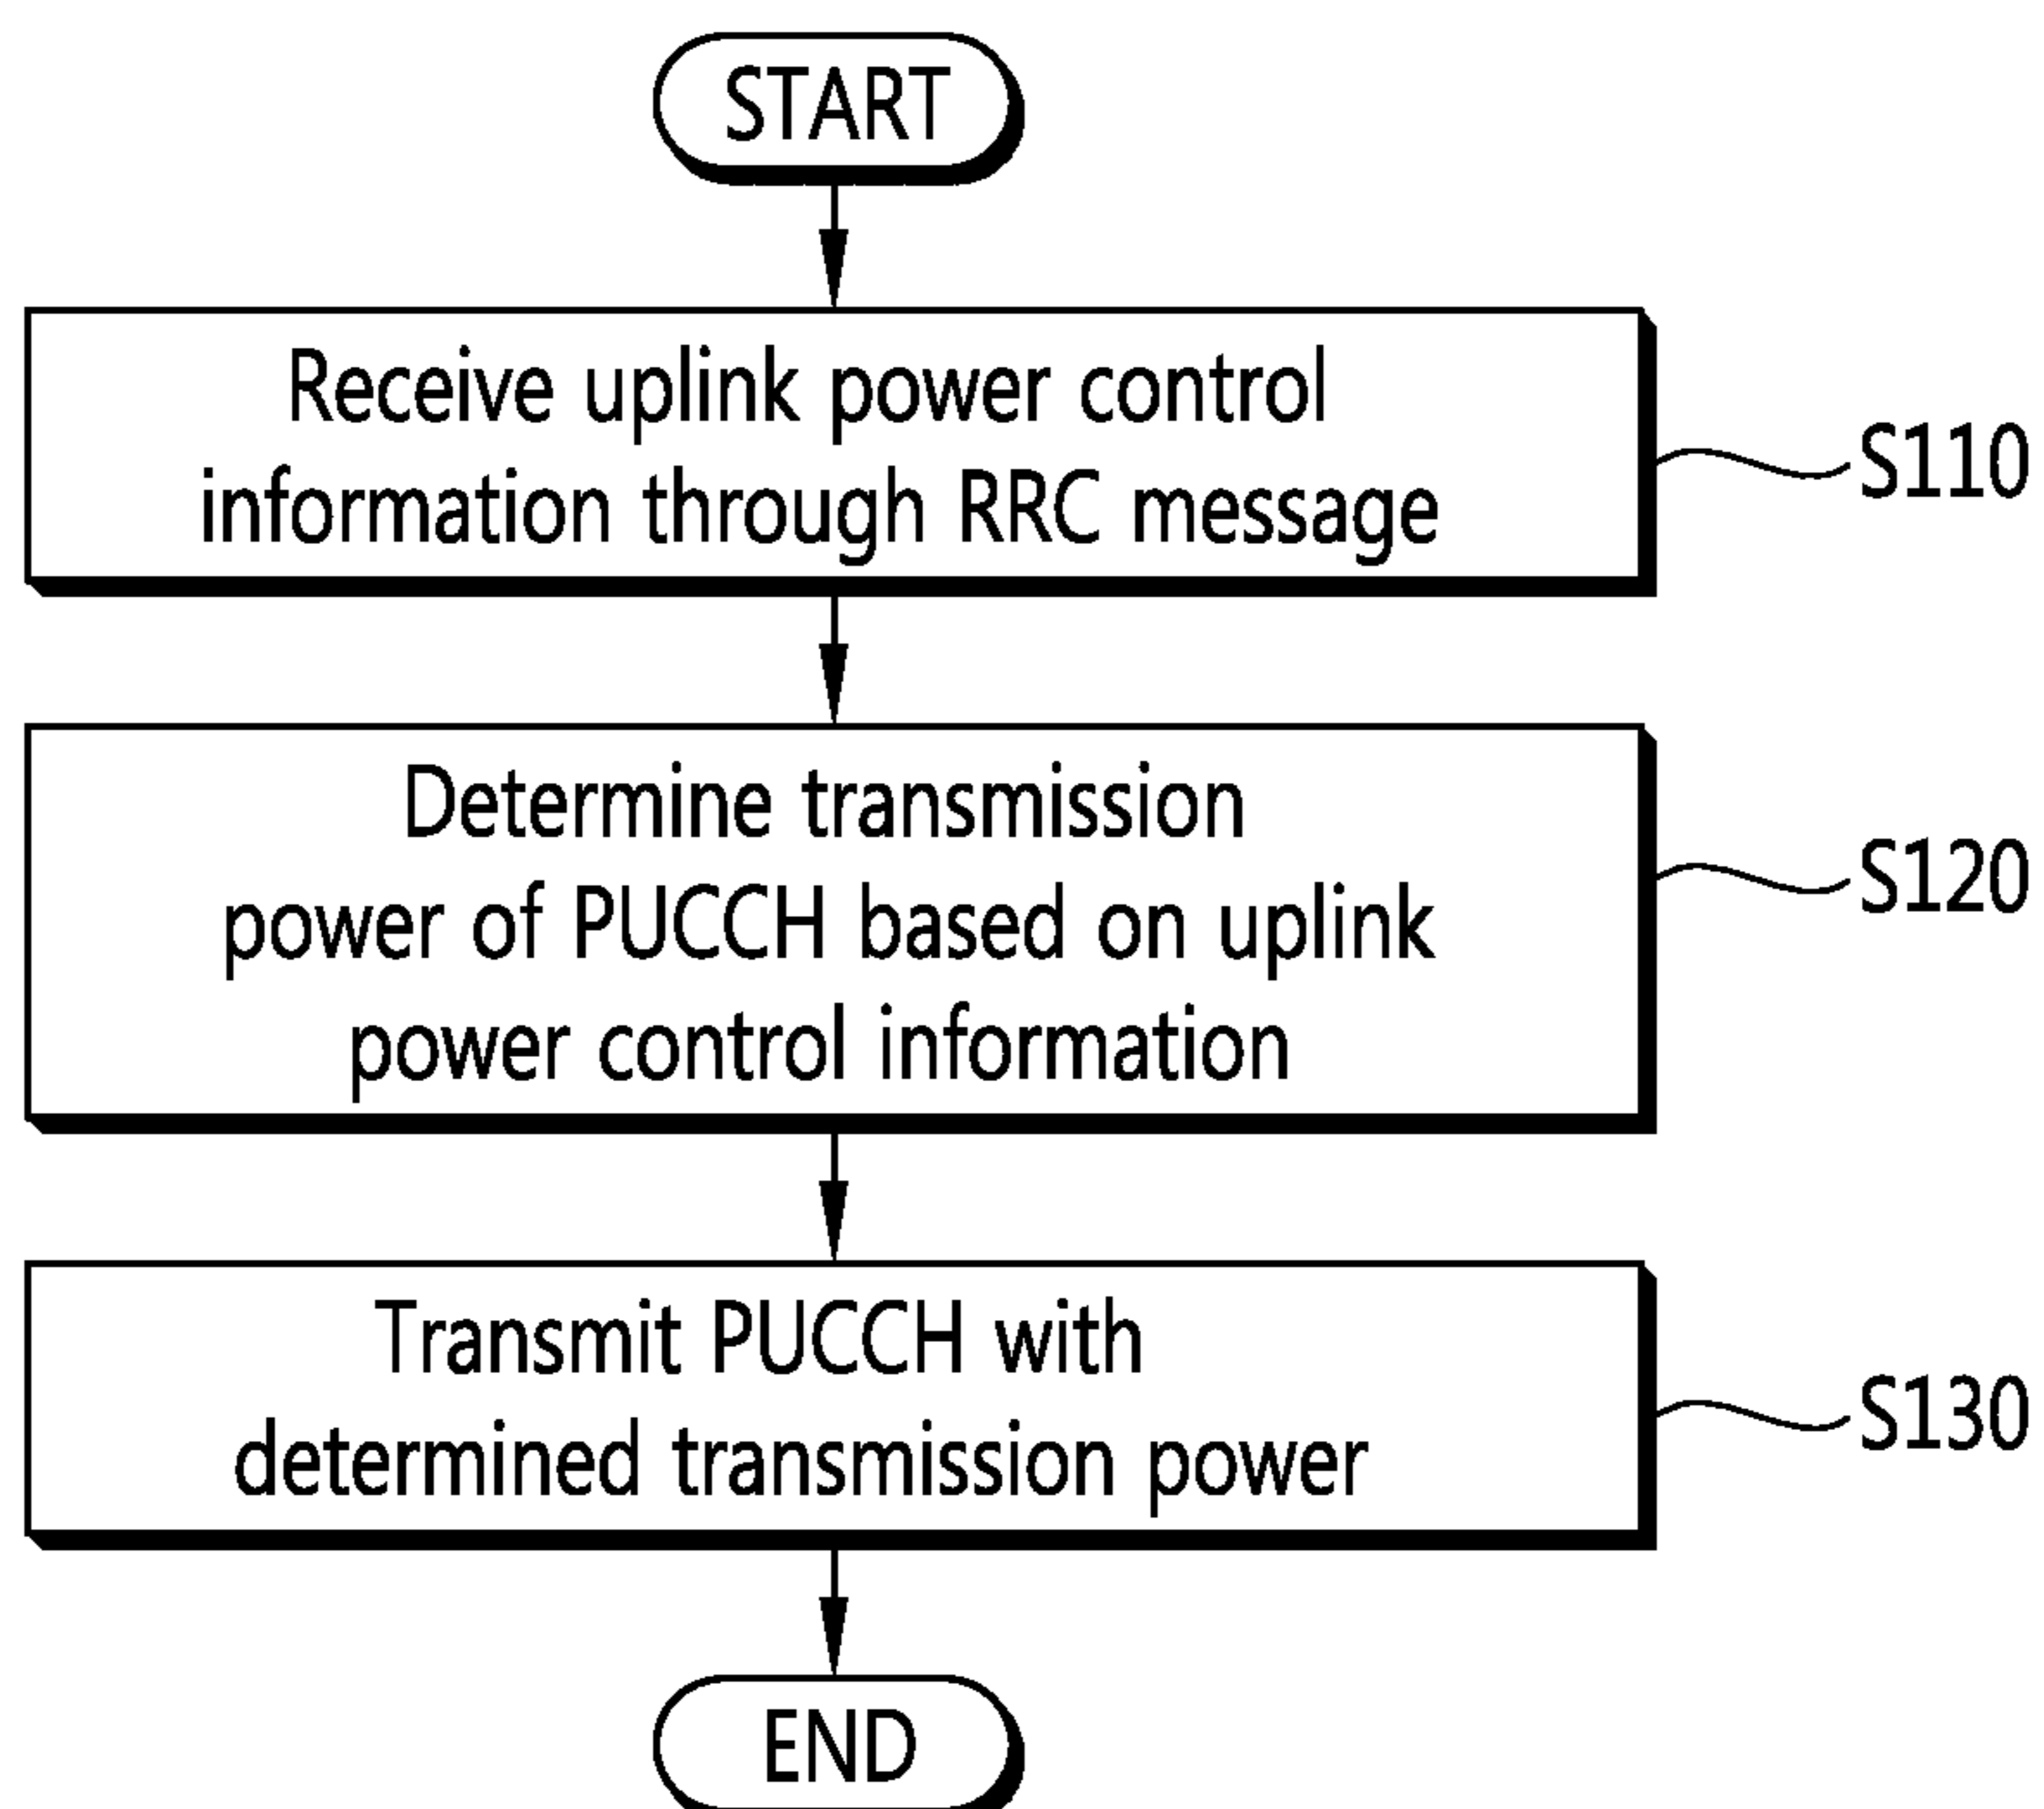 START
Receive uplink power control
information through RRC message
S110
Determine transmission
power of PUCCH based on uplink
power control information
S120
Transmit PUCCH with
determined transmission power
S130
END